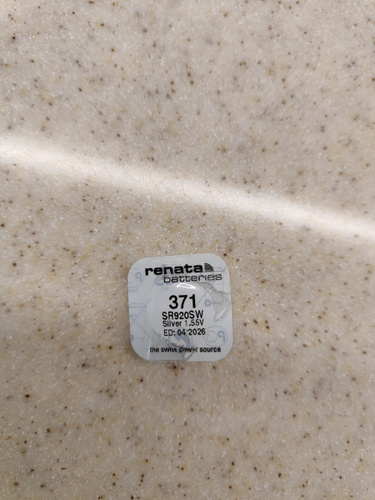 renata
batteries
371
SR920SW
Silver 1.55V
ED: 04 2026
the swiss power source